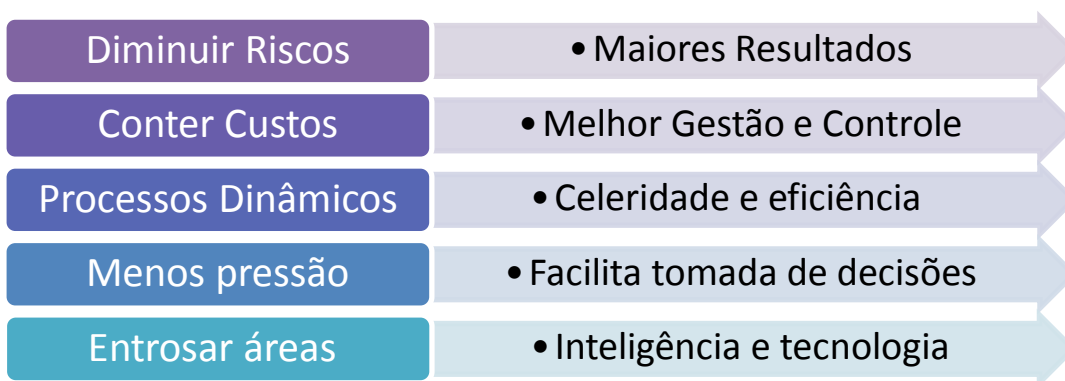 Diminuir Riscos
• Maiores Resultados
Conter Custos
• Melhor Gestão e Controle
Processos Dinâmicos
• Celeridade e eficiência
Menos pressão
• Facilita tomada de decisões
Entrosar áreas
• Inteligência e tecnologia